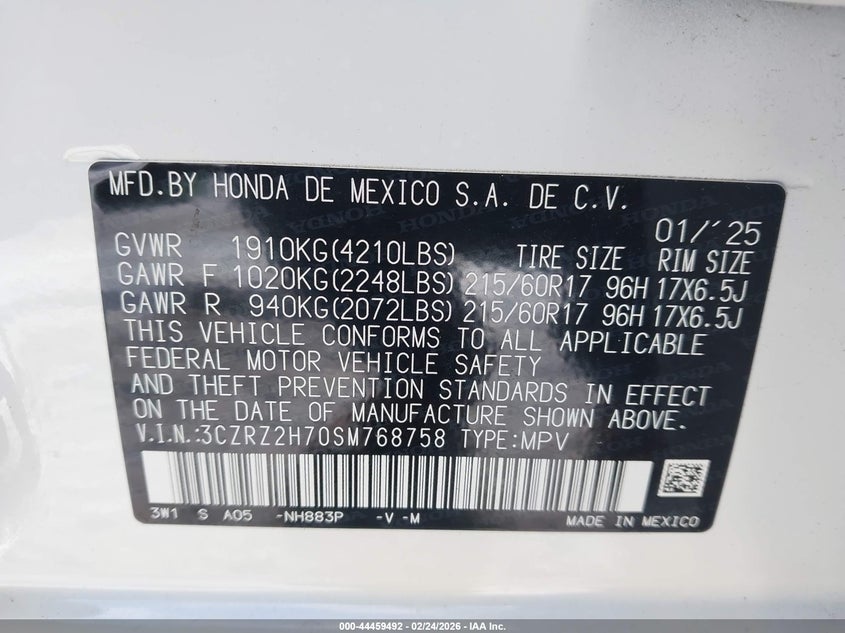 MFD.BY HONDA DE MEXICO S.A. DE C.V.
01/'25
GVWR 1910KG(4210LBS) TIRE SIZE RIM SIZE
GAWR F 1020KG(2248LBS) 215/60R17 96H 17X6.5J
GAWR R 940KG(2072LBS) 215/60R17 96H 17X6.5J
THIS VEHICLE CONFORMS TO ALL APPLICABLE
FEDERAL MOTOR VEHICLE SAFETY
AND THEFT PREVENTION STANDARDS IN EFFECT
ON THE DATE OF MANUFACTURE SHOWN ABOVE.
V.I.N.:3CZRZ2H70SM768758 TYPE:MPV
3W1 S A05 -NH883P -V -M MADE IN MEXICO
000-44459492 - 02/24/2026 - IAA Inc.